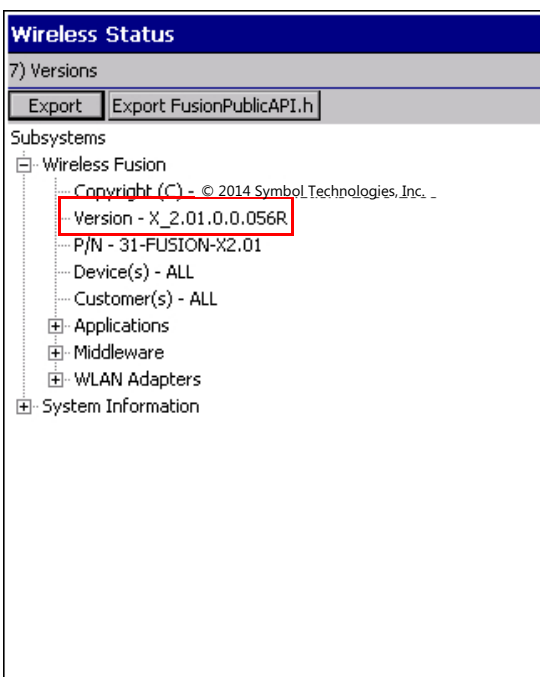 Wireless Status
7) Versions
Export Export FusionPublicAPI.h
Subsystems
Wireless Fusion
Copyright (C) - © 2014 Symbol Technologies, Inc.
Version - X_2.01.0.0.056R
P/N - 31-FUSION-X2.01
Device(s) - ALL
Customer(s) - ALL
Applications
Middleware
WLAN Adapters
System Information